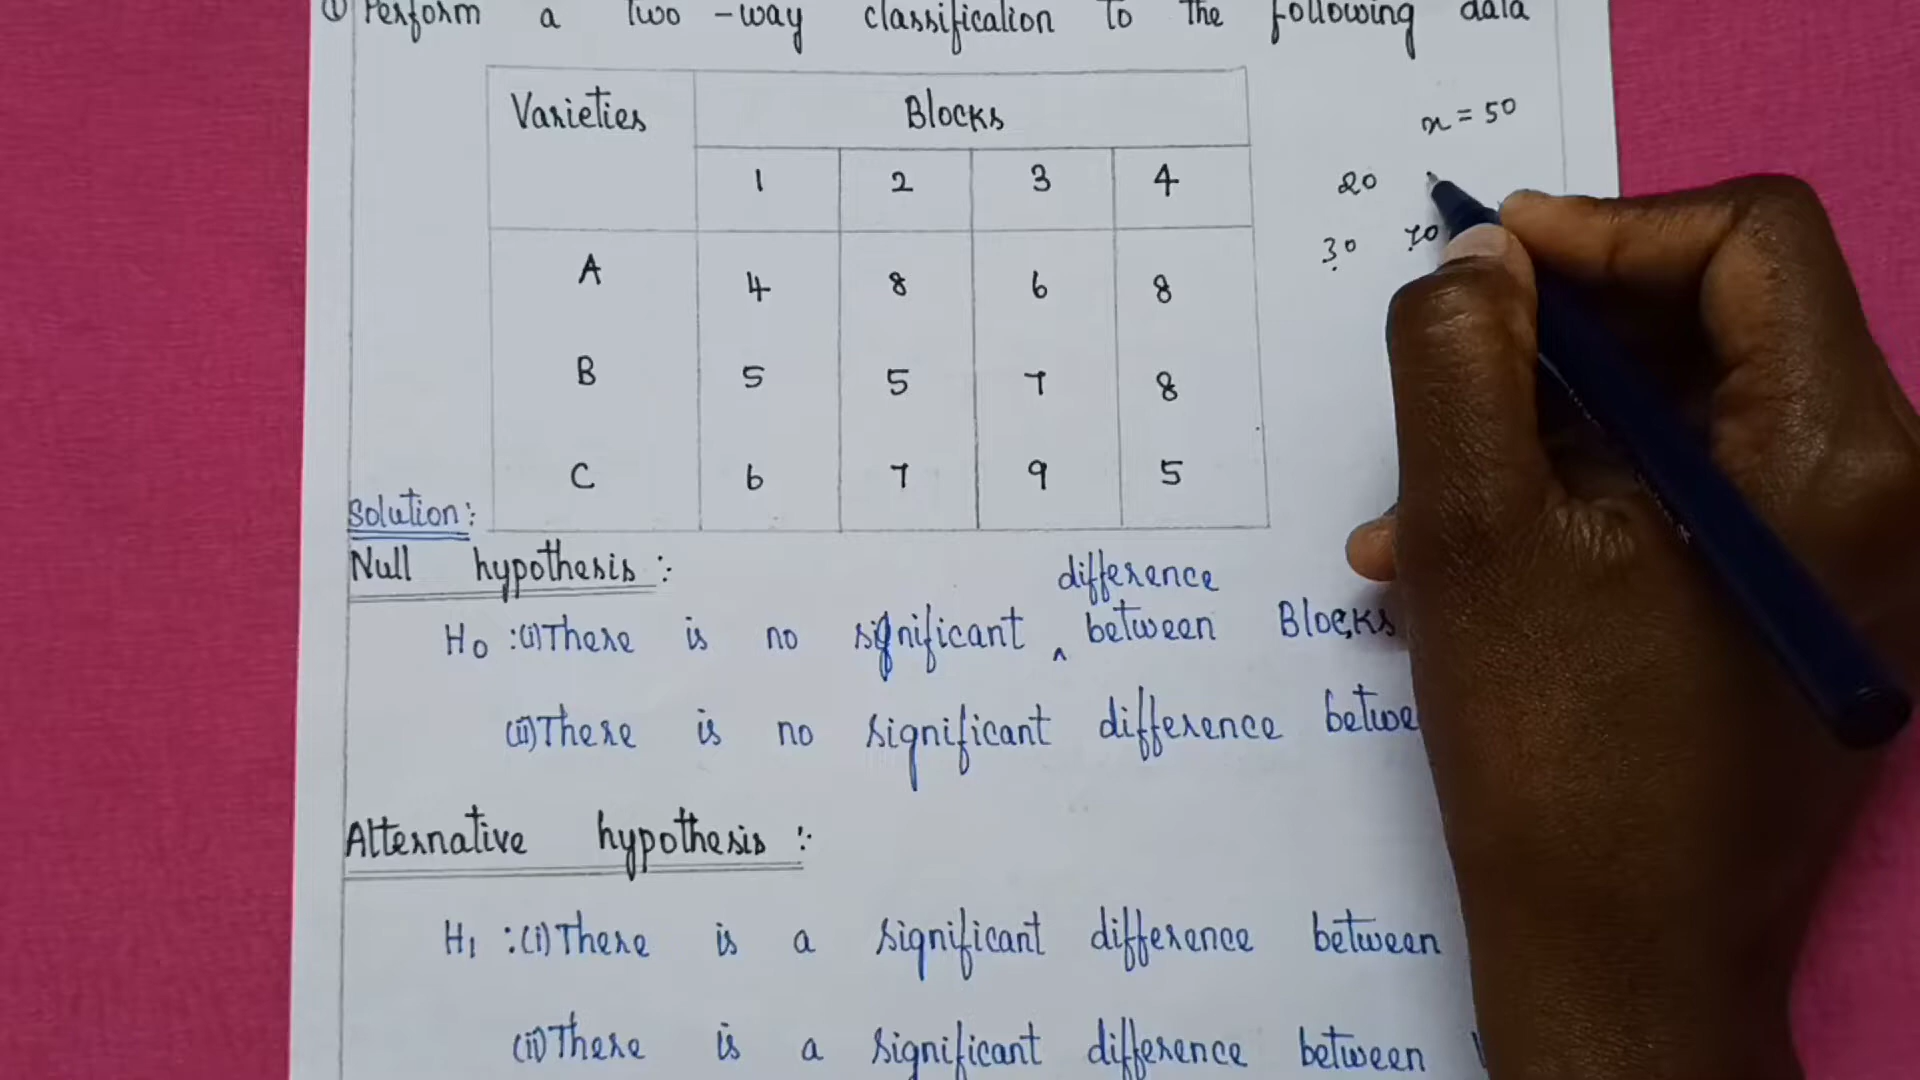 ① Perform a Two-way classification To The following data
Varieties Blocks
1 2 3 4
A 4 8 6 8
B 5 5 7 8
C 6 7 9 5
x = 50
20
30 70
Solution:
Null hypothesis:
difference
H0 :(i)There is no significant ^ between Blocks
(ii)There is no significant difference betwe
Alternative hypothesis :
H1 :(i)There is a significant difference between
(ii)There is a significant difference between